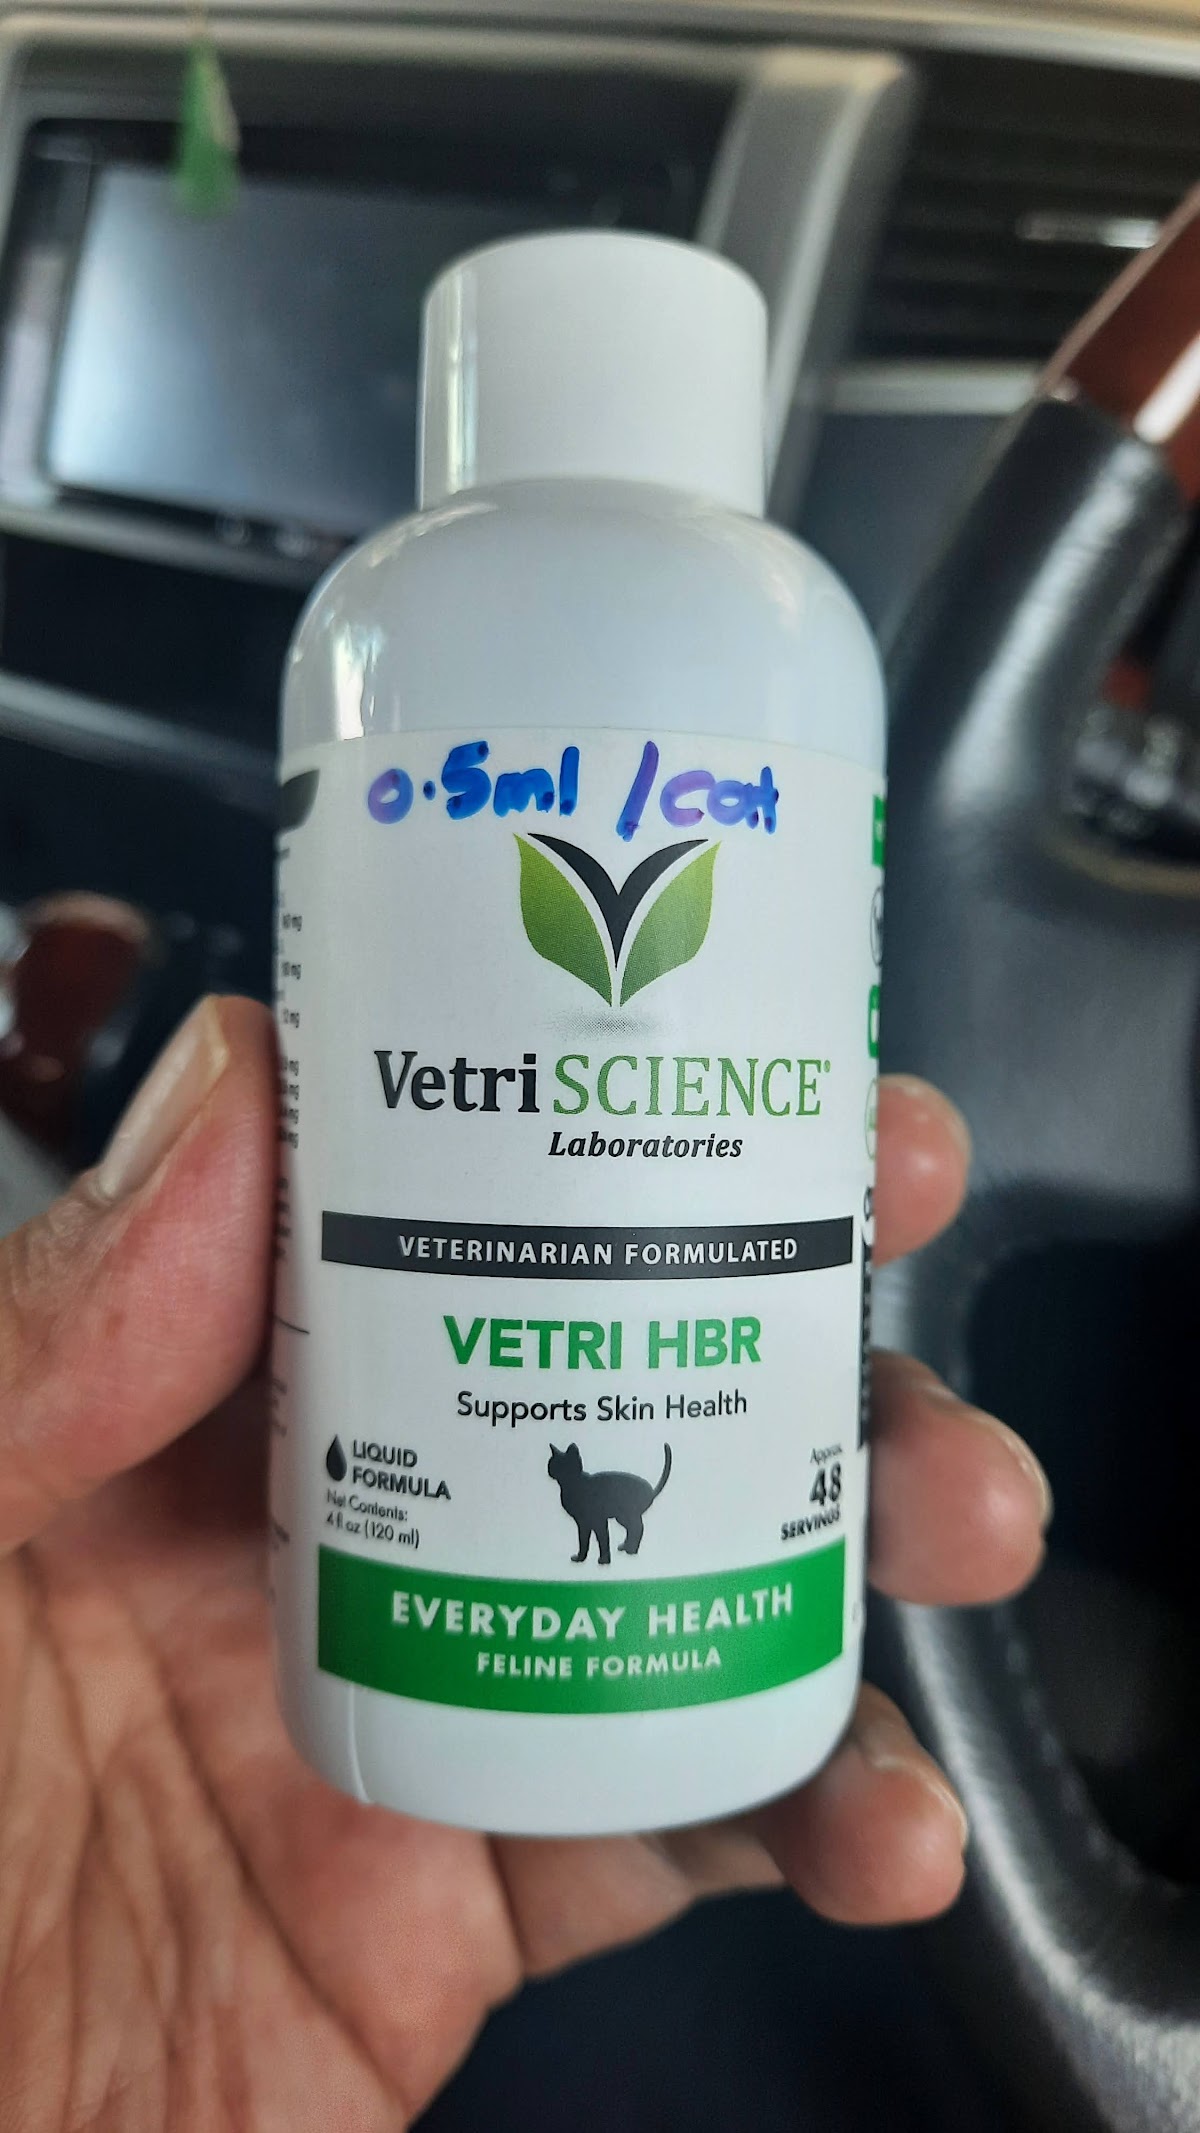 0.5ml /cat
VetriSCIENCE®
Laboratories
VETERINARIAN FORMULATED
VETRI HBR
Supports Skin Health
LIQUID
FORMULA
Net Contents:
4 fl oz (120 ml)
Approx.
48
SERVINGS
EVERYDAY HEALTH
FELINE FORMULA